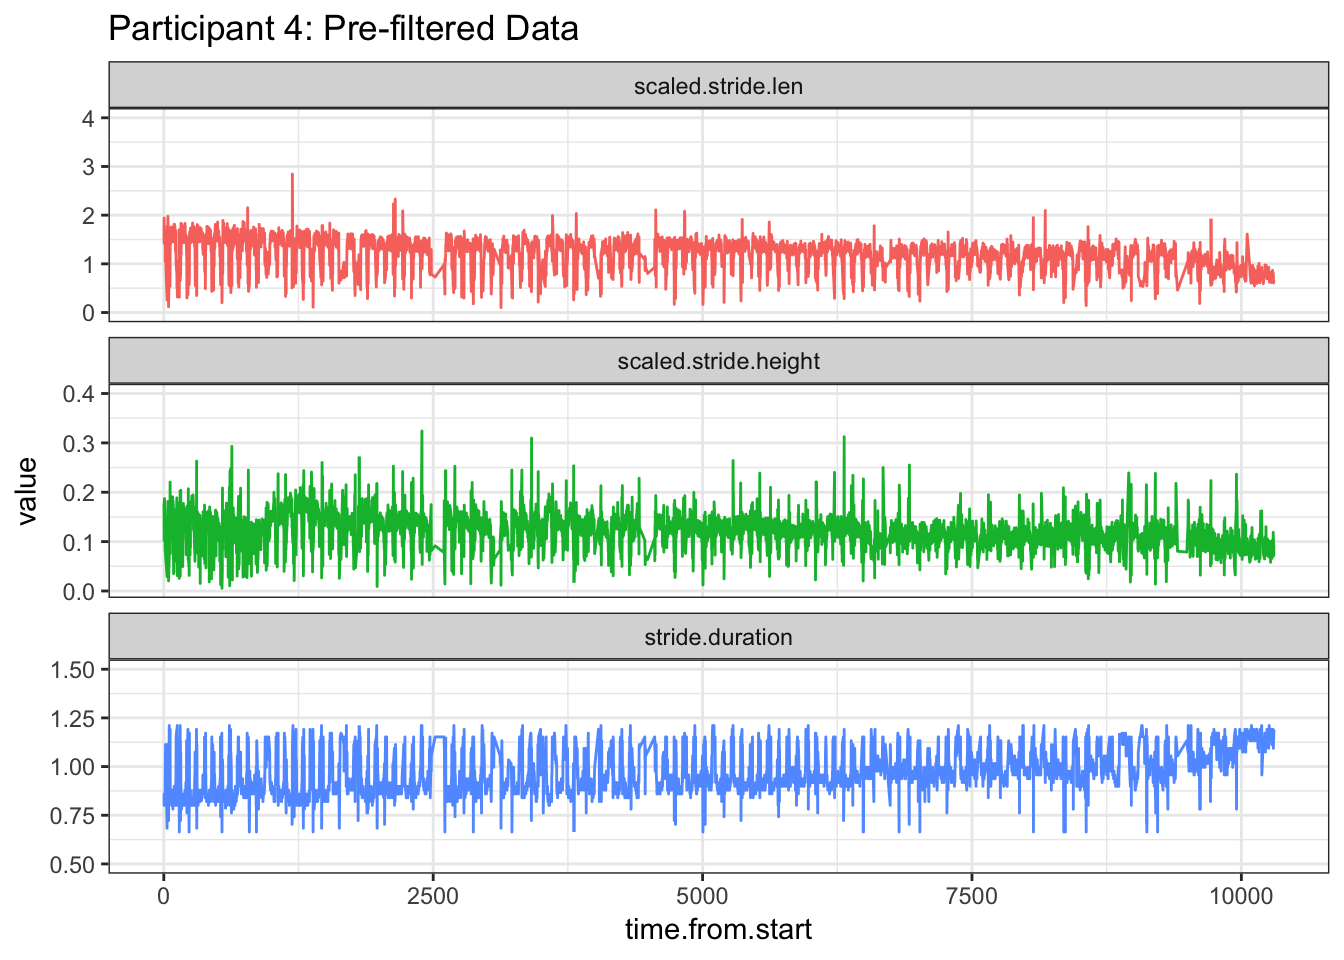 Participant 4: Pre-filtered Data
scaled.stride.len
4
3
2
1
0
scaled.stride.height
0.4
0.3
0.2
0.1
0.0
value
stride.duration
1.50
1.25
1.00
0.75
0.50
0 2500 5000 7500 10000
time.from.start